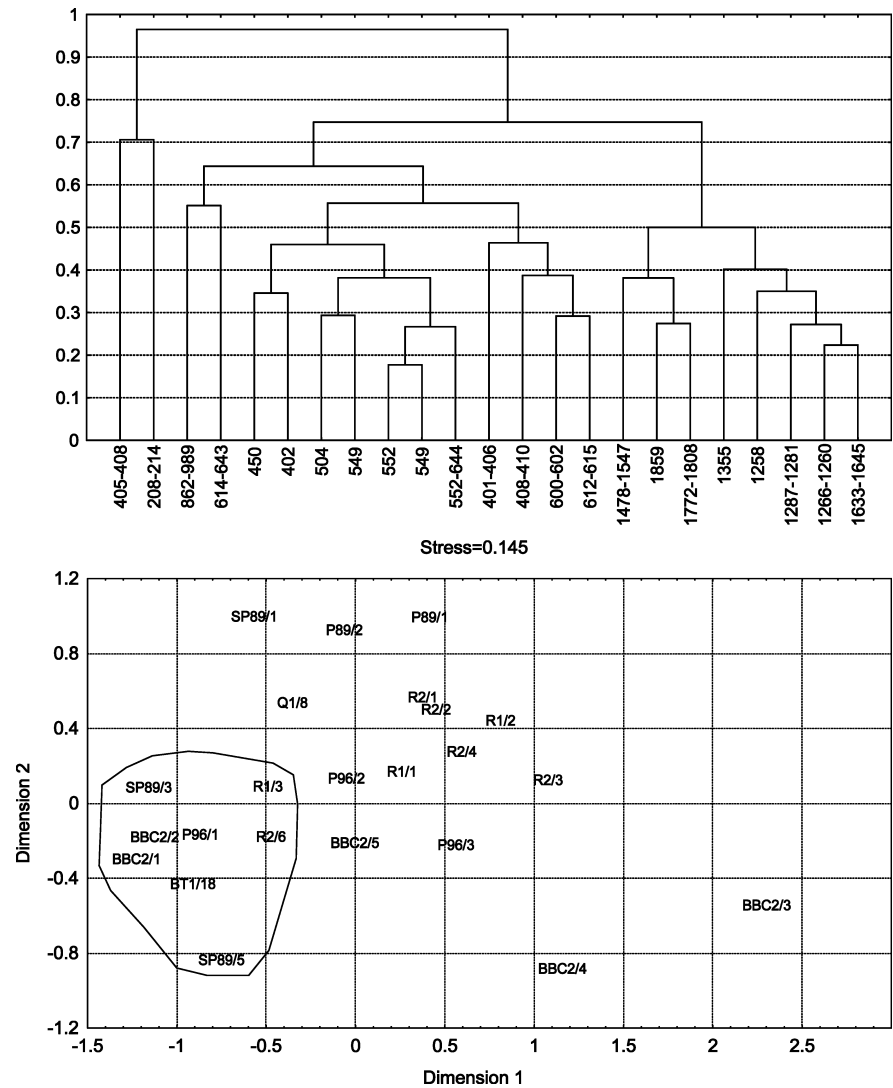 1
0.9
0.8
0.7
0.6
0.5
0.4
0.3
0.2
0.1
0
405-408 208-214 862-989 614-643 450 402 504 549 552 549 552-644 401-406 408-410 600-602 612-615 1478-1547 1859 1772-1808 1355 1258 1287-1281 1266-1260 1633-1645
Stress=0.145
1.2
0.8
0.4
0
-0.4
-0.8
-1.2
Dimension 2
SP89/1 P89/2 P89/1
Q1/8 R2/1
R2/2 R1/2
R2/4
SP89/3 R1/3 P96/2 R1/1 R2/3
BBC2/2 P96/1 R2/6 BBC2/5 P96/3
BBC2/1
BT1/18
BBC2/3
SP89/5 BBC2/4
-1.5 -1 -0.5 0 0.5 1 1.5 2 2.5
Dimension 1